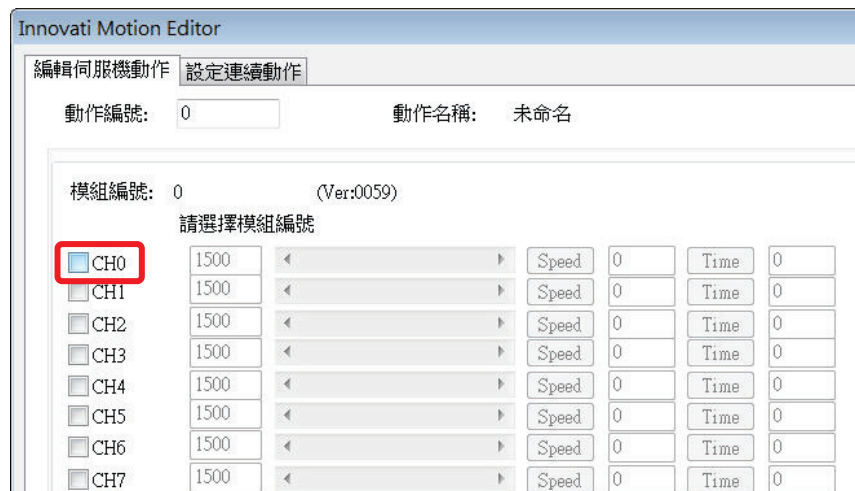 Innovati Motion Editor
編輯伺服機動作 設定連續動作
動作編號: 0 動作名稱: 未命名
模組編號: 0 (Ver:0059)
請選擇模組編號
CH0 1500 Speed 0 Time 0
CH1 1500 Speed 0 Time 0
CH2 1500 Speed 0 Time 0
CH3 1500 Speed 0 Time 0
CH4 1500 Speed 0 Time 0
CH5 1500 Speed 0 Time 0
CH6 1500 Speed 0 Time 0
CH7 1500 Speed 0 Time 0